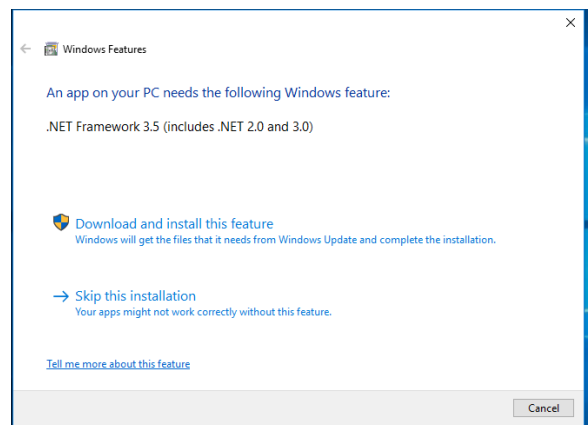 Windows Features
An app on your PC needs the following Windows feature:
.NET Framework 3.5 (includes .NET 2.0 and 3.0)
Download and install this feature
Windows will get the files that it needs from Windows Update and complete the installation.
Skip this installation
Your apps might not work correctly without this feature.
Tell me more about this feature
Cancel